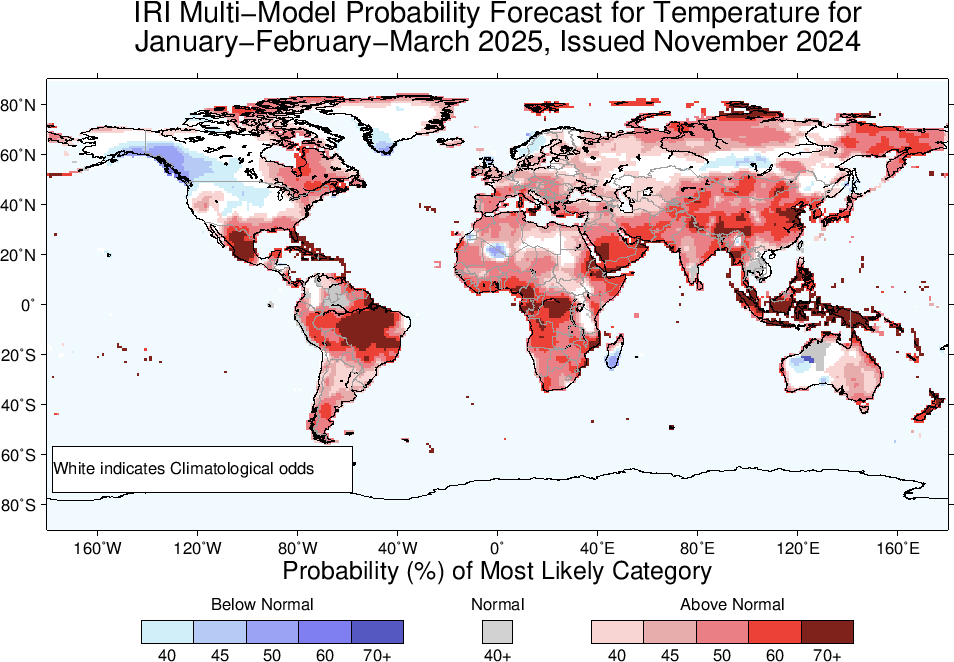 IRI Multi−Model Probability Forecast for Temperature for
January−February−March 2025, Issued November 2024
80˚N
60˚N
40˚N
20˚N
0˚
20˚S
40˚S
60˚S
80˚S
White indicates Climatological odds
160˚W 120˚W 80˚W 40˚W 0˚ 40˚E 80˚E 120˚E 160˚E
Probability (%) of Most Likely Category
Below Normal Normal Above Normal
40 45 50 60 70+ 40+ 40 45 50 60 70+